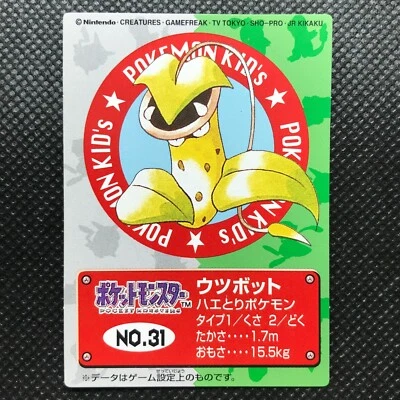 © Nintendo・CREATURES・GAMEFREAK・TV TOKYO・SHO-PRO・JR KIKAKU
POKEMON KID'S
POKEMON KID'S
POKEMON KID'S
ポケットモンスター TM
POCKET MONSTERS
NO.31
ウツボット
ハエとりポケモン
タイプ1/くさ 2/どく
たかさ‥‥1.7m
おもさ‥‥15.5kg
※データはゲーム設定上のものです。